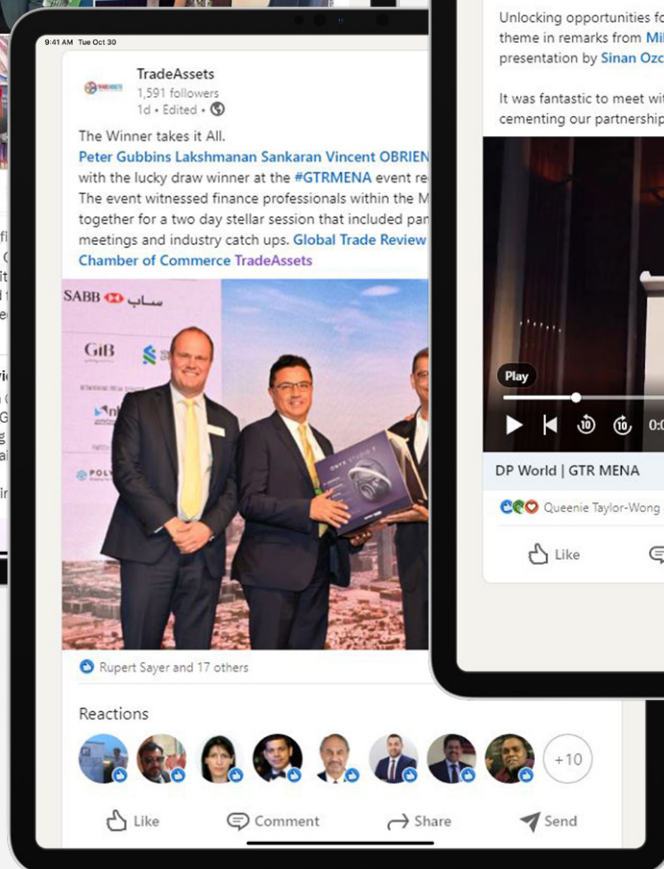 9:41 AM Tue Oct 30
TradeAssets
1,591 followers
1d • Edited •
The Winner takes it All.
Peter Gubbins Lakshmanan Sankaran Vincent OBRIEN
with the lucky draw winner at the #GTRMENA event
The event witnessed finance professionals within the
together for a two day stellar session that included
meetings and industry catch ups. Global Trade Review
Chamber of Commerce TradeAssets
SABB ساب
GIB
ONYX STUDIO
Rupert Sayer and 17 others
Reactions
+10
Like Comment Share Send
Unlocking opportunities
theme in remarks from
presentation by Sinan
It was fantastic to meet
cementing our partnership
Play
10 10
DP World | GTR MENA
Queenie Taylor-Wong
Like